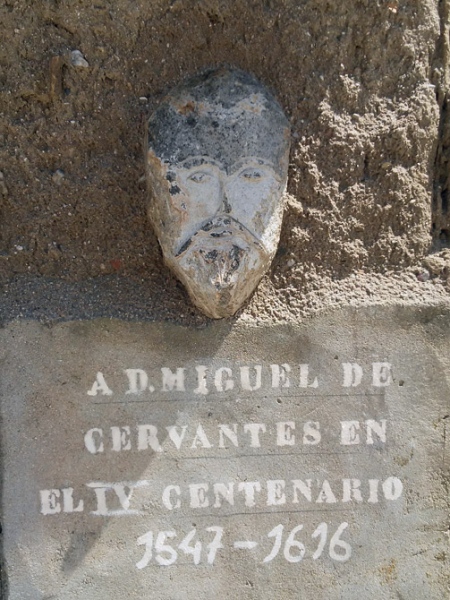 A D.MIGUEL DE
CERVANTES EN
EL IV CENTENARIO
1547-1616